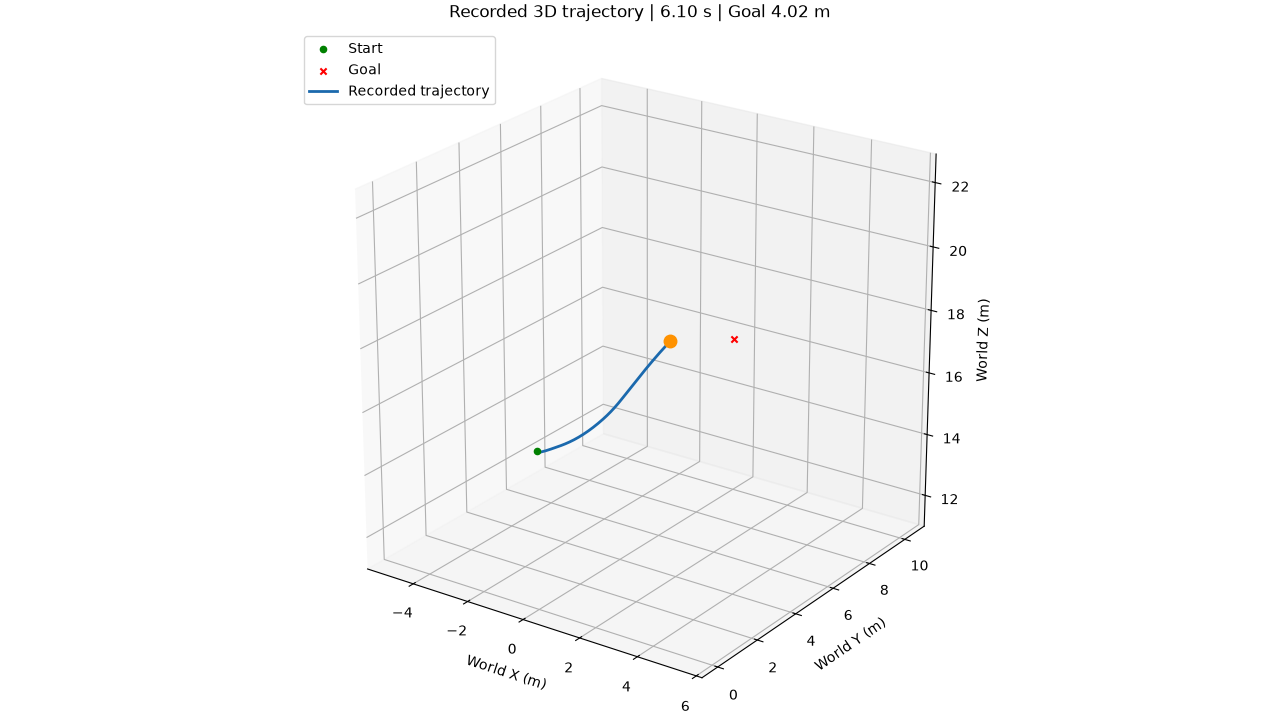 Recorded 3D trajectory | 6.10 s | Goal 4.02 m
Start
Goal
Recorded trajectory
22
20
18
16
14
12
World Z (m)
−4
−2
0
2
4
6
World X (m)
0
2
4
6
8
10
World Y (m)